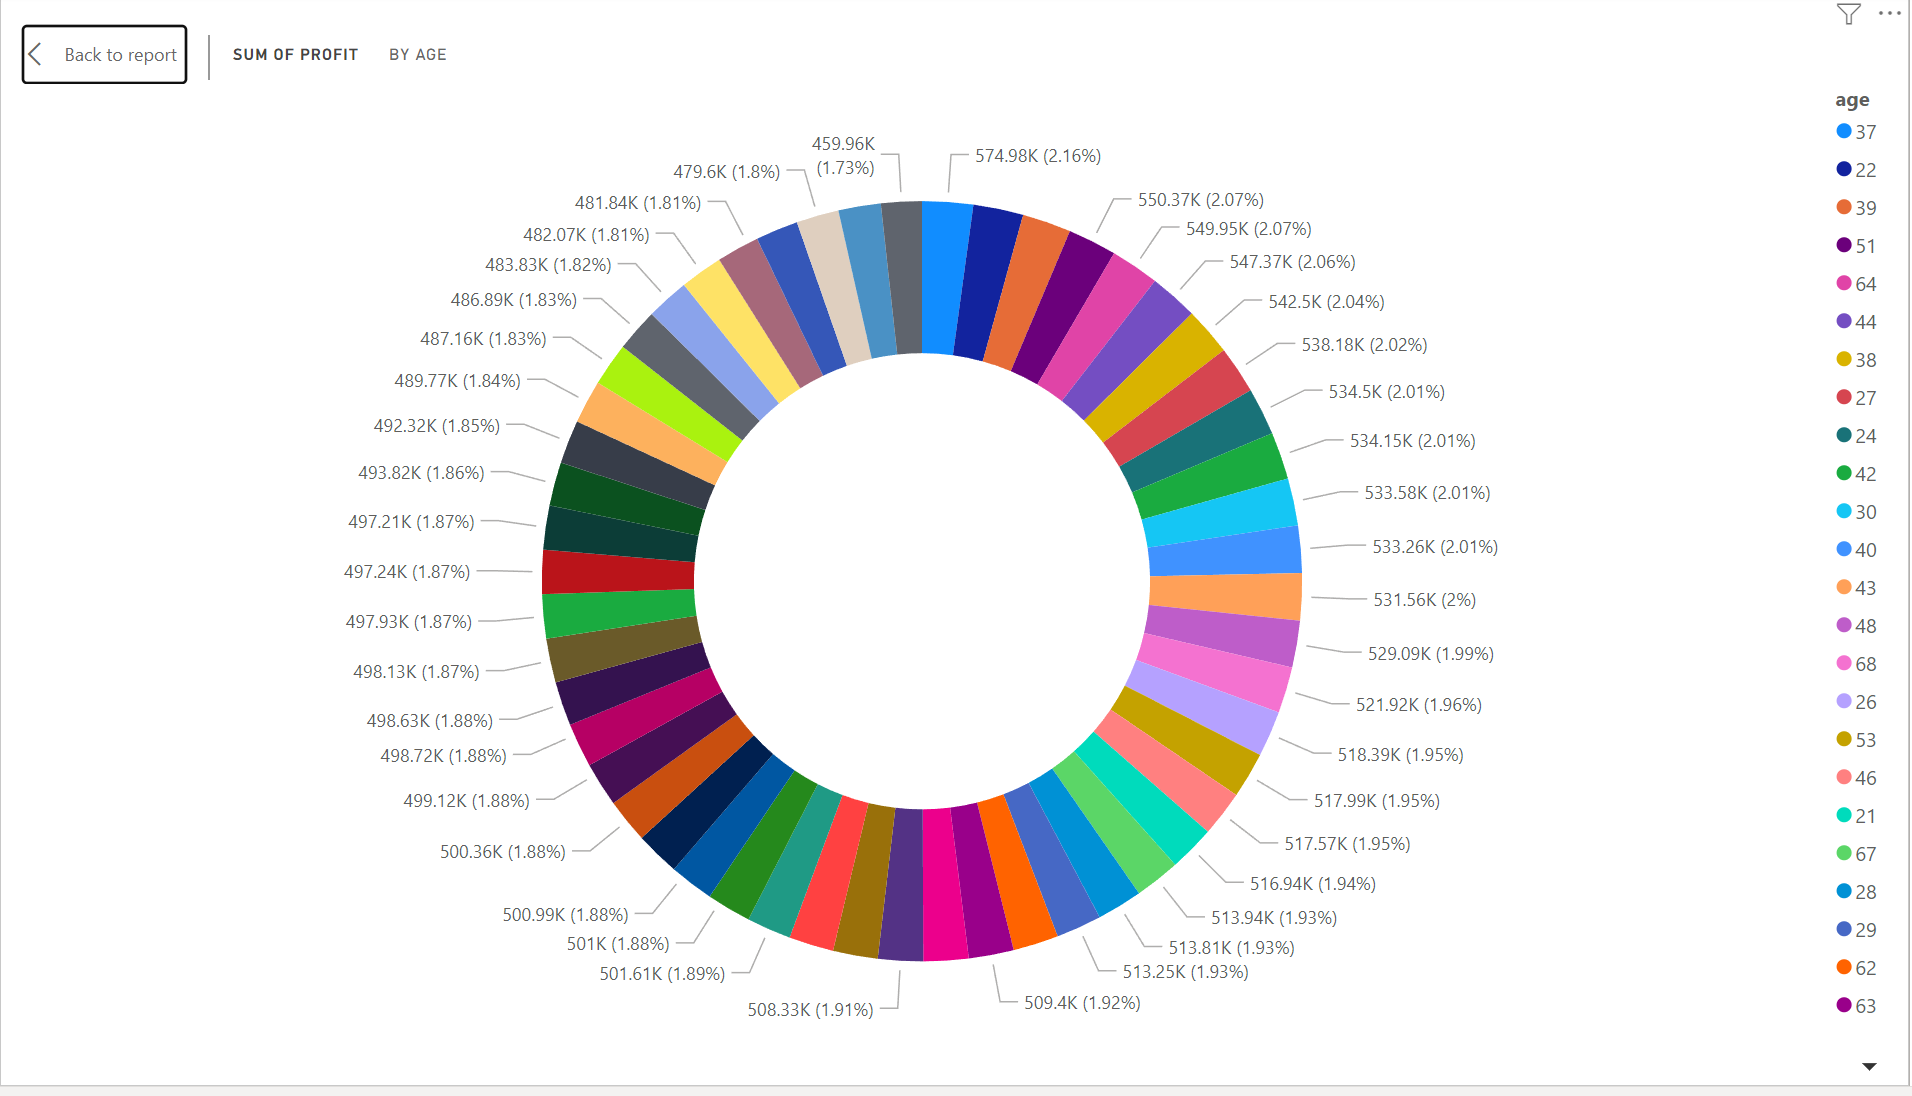 Back to report
SUM OF PROFIT BY AGE
age
37
22
39
51
64
44
38
27
24
42
30
40
43
48
68
26
53
46
21
67
28
29
62
63
574.98K (2.16%)
550.37K (2.07%)
549.95K (2.07%)
547.37K (2.06%)
542.5K (2.04%)
538.18K (2.02%)
534.5K (2.01%)
534.15K (2.01%)
533.58K (2.01%)
533.26K (2.01%)
531.56K (2%)
529.09K (1.99%)
521.92K (1.96%)
518.39K (1.95%)
517.99K (1.95%)
517.57K (1.95%)
516.94K (1.94%)
513.94K (1.93%)
513.81K (1.93%)
513.25K (1.93%)
509.4K (1.92%)
508.33K (1.91%)
501.61K (1.89%)
501K (1.88%)
500.99K (1.88%)
500.36K (1.88%)
499.12K (1.88%)
498.72K (1.88%)
498.63K (1.88%)
498.13K (1.87%)
497.93K (1.87%)
497.24K (1.87%)
497.21K (1.87%)
493.82K (1.86%)
492.32K (1.85%)
489.77K (1.84%)
487.16K (1.83%)
486.89K (1.83%)
483.83K (1.82%)
482.07K (1.81%)
481.84K (1.81%)
479.6K (1.8%)
459.96K
(1.73%)